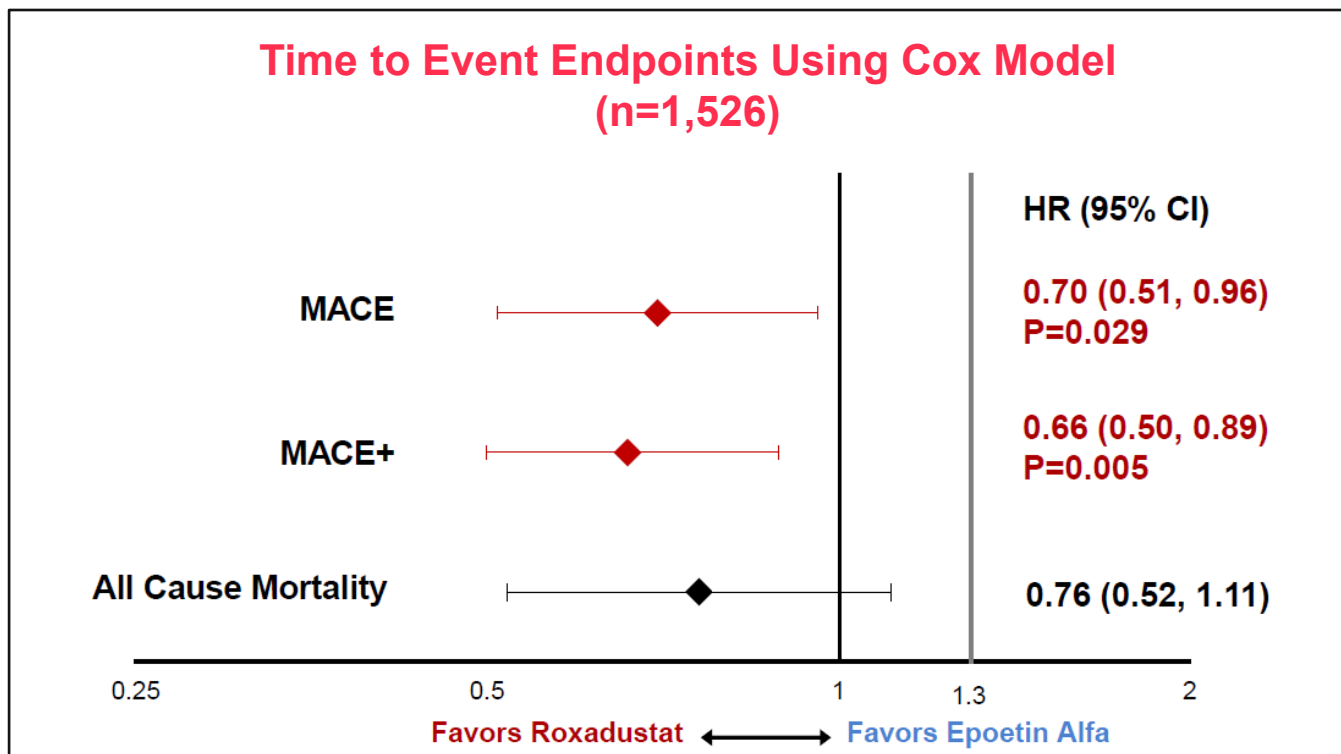 Time to Event Endpoints Using Cox Model
(n=1,526)
HR (95% CI)
MACE
0.70 (0.51, 0.96)
P=0.029
MACE+
0.66 (0.50, 0.89)
P=0.005
All Cause Mortality
0.76 (0.52, 1.11)
0.25
0.5
1
1.3
2
Favors Roxadustat
Favors Epoetin Alfa